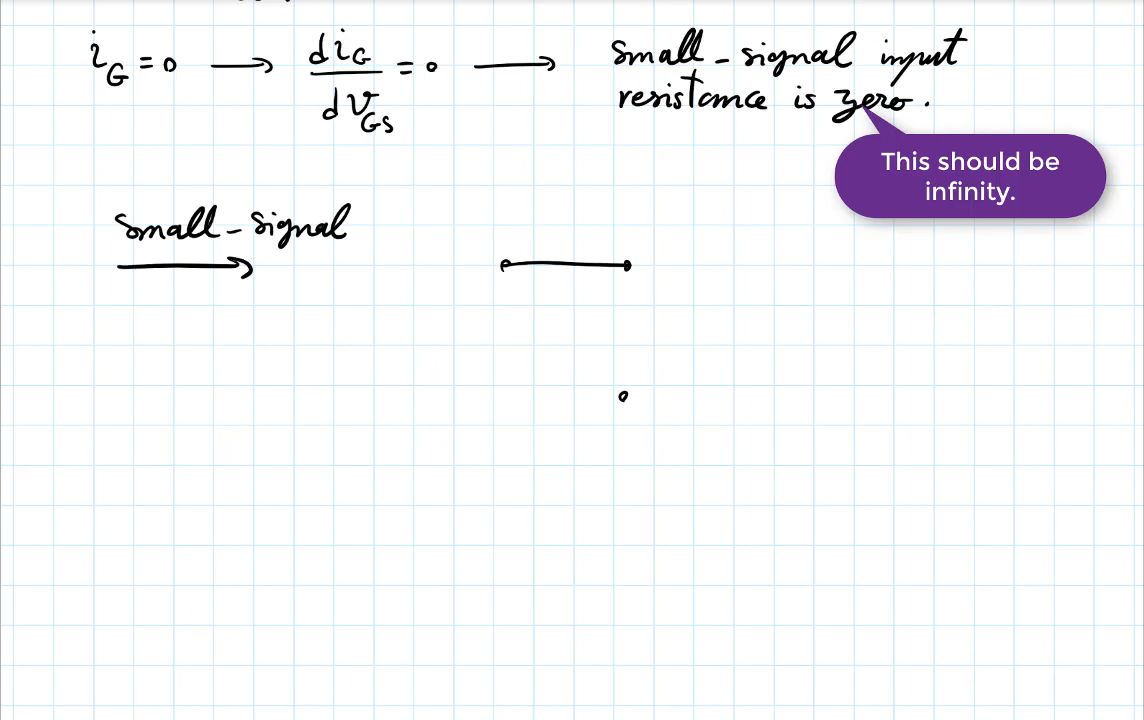 i_G = 0 → di_G/dv_GS = 0 → small-signal input
resistance is zero.
This should be
infinity.
small-signal